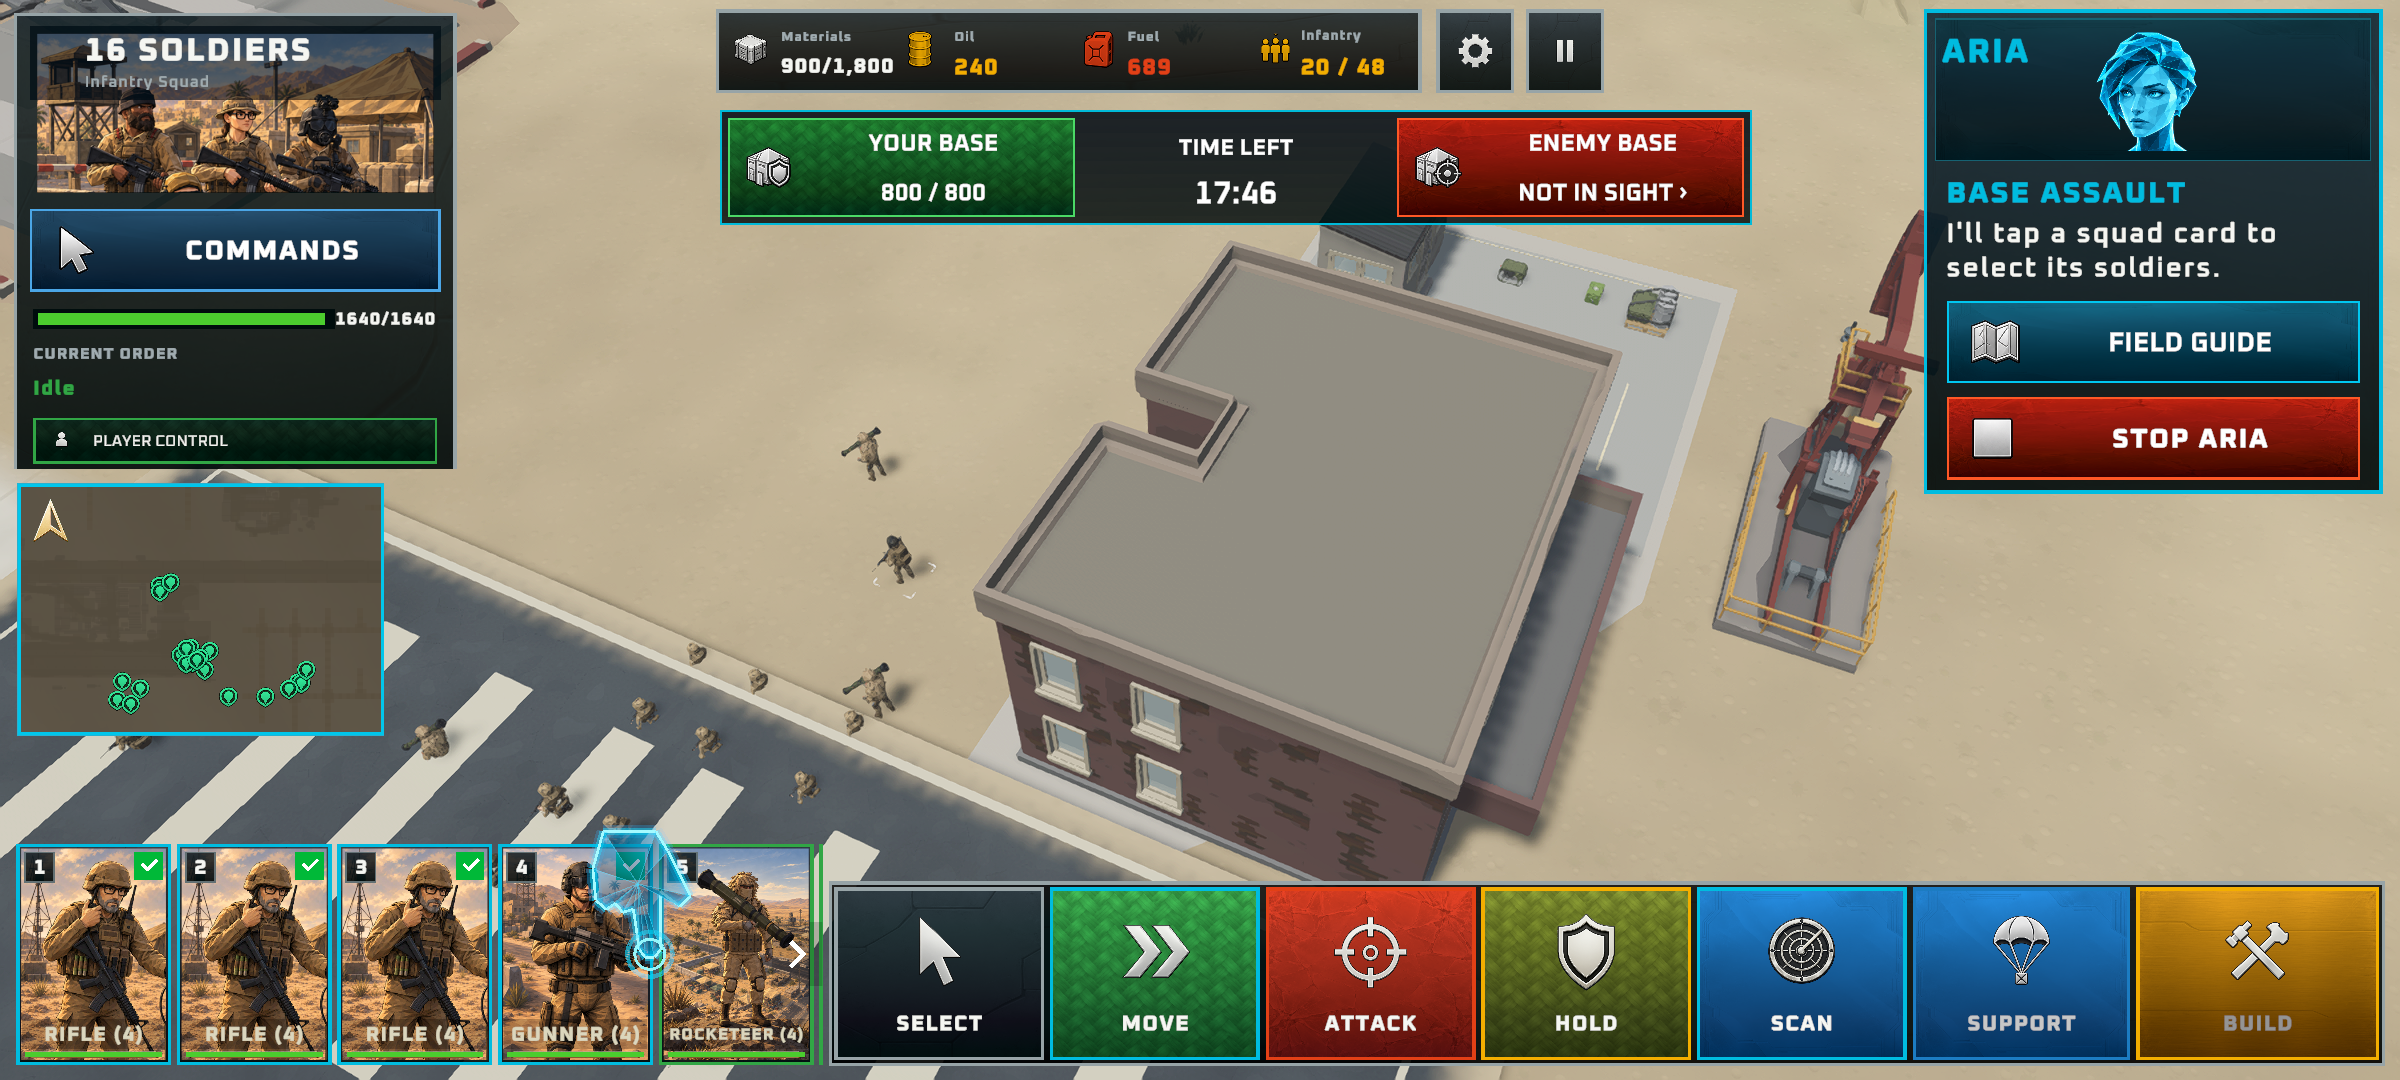 16 SOLDIERS
Infantry Squad
COMMANDS
1640/1640
CURRENT ORDER
Idle
PLAYER CONTROL
Materials
900/1,800
Oil
240
Fuel
689
Infantry
20 / 48
YOUR BASE
800 / 800
TIME LEFT
17:46
ENEMY BASE
NOT IN SIGHT ›
ARIA
BASE ASSAULT
I'll tap a squad card to
select its soldiers.
FIELD GUIDE
STOP ARIA
1
RIFLE (4)
2
RIFLE (4)
3
RIFLE (4)
4
GUNNER (4)
5
ROCKETEER (4)
SELECT
MOVE
ATTACK
HOLD
SCAN
SUPPORT
BUILD